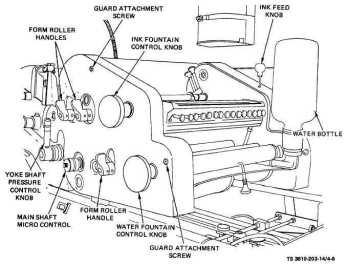 GUARD ATTACHMENT
SCREW
INK FEED
KNOB
FORM ROLLER
HANDLES
INK FOUNTAIN
CONTROL KNOB
WATER BOTTLE
YOKE SHAFT
PRESSURE
CONTROL
KNOB
MAIN SHAFT
MICRO CONTROL
FORM ROLLER
HANDLE
WATER FOUNTAIN
CONTROL KNOB
GUARD ATTACHMENT
SCREW
TS 3610-203-14/4-6